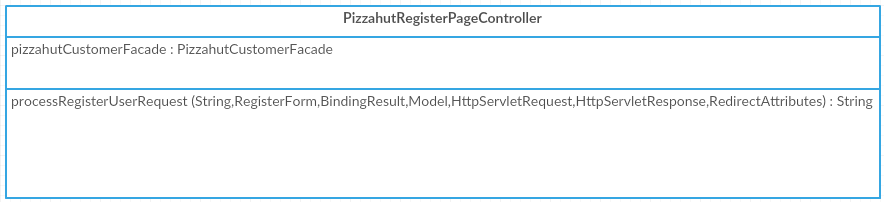 PizzahutRegisterPageController
pizzahutCustomerFacade : PizzahutCustomerFacade
processRegisterUserRequest (String,RegisterForm,BindingResult,Model,HttpServletRequest,HttpServletResponse,RedirectAttributes) : String